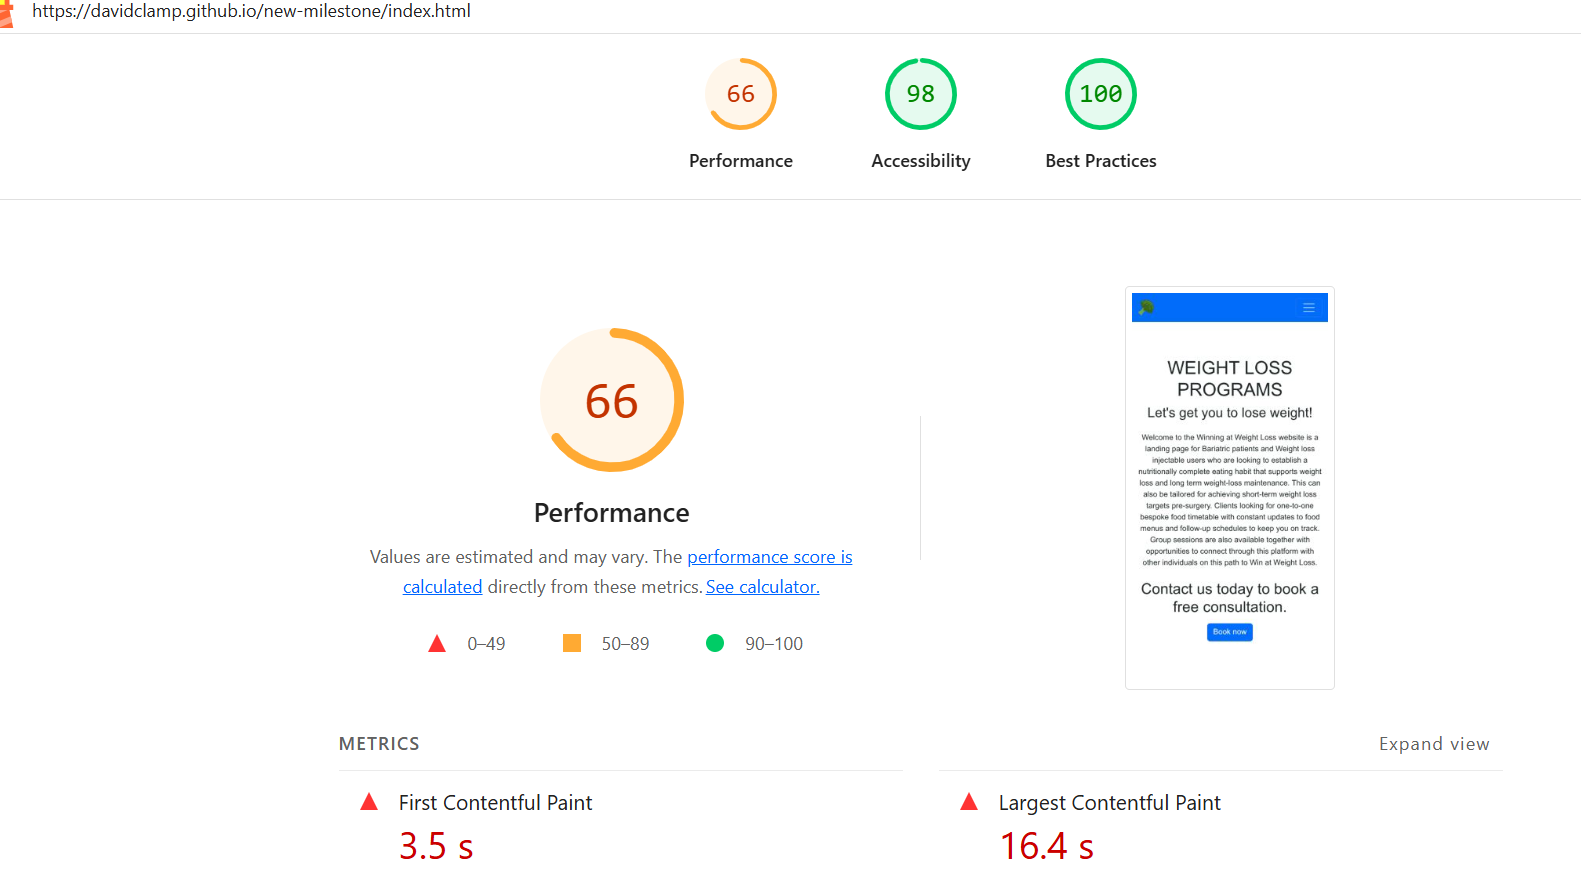 https://davidclamp.github.io/new-milestone/index.html
66
98
100
Performance
Accessibility
Best Practices
66
Performance
Values are estimated and may vary. The performance score is
calculated directly from these metrics. See calculator.
0–49
50–89
90–100
WEIGHT LOSS
PROGRAMS
Let's get you to lose weight!
Welcome to the Winning at Weight Loss website is a
landing page for Bariatric patients and Weight loss
injectable users who are looking to establish a
nutritionally complete eating habit that supports weight
loss and long term weight-loss maintenance. This can
also be tailored for achieving short-term weight loss
targets pre-surgery. Clients looking for one-to-one
bespoke food timetable with constant updates to food
menus and follow-up schedules to keep you on track.
Group sessions are also available together with
opportunities to connect through this platform with
other individuals on this path to Win at Weight Loss.
Contact us today to book a
free consultation.
Book now
METRICS
Expand view
First Contentful Paint
3.5 s
Largest Contentful Paint
16.4 s